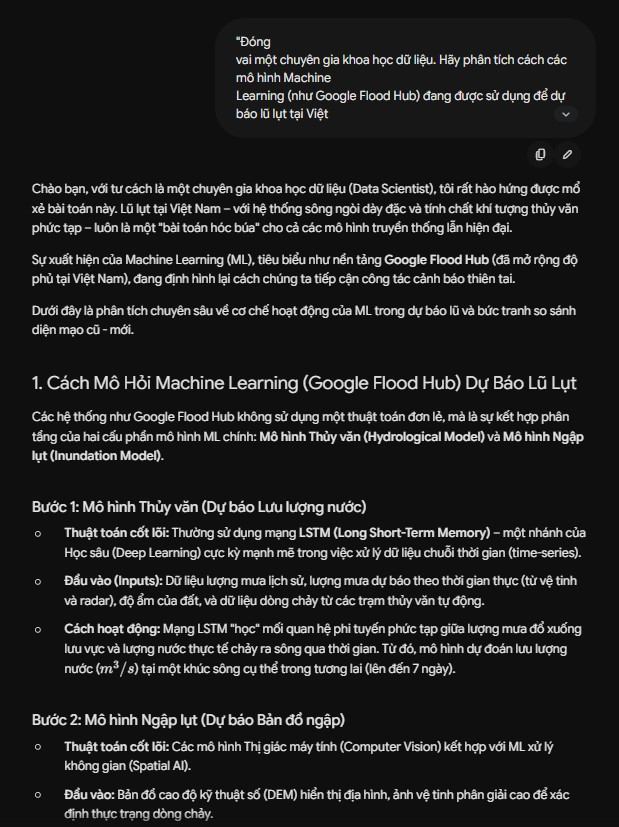 "Đóng
vai một chuyên gia khoa học dữ liệu. Hãy phân tích cách các
mô hình Machine
Learning (như Google Flood Hub) đang được sử dụng để dự
báo lũ lụt tại Việt
Chào bạn, với tư cách là một chuyên gia khoa học dữ liệu (Data Scientist), tôi rất hào hứng được mổ
xẻ bài toán này. Lũ lụt tại Việt Nam – với hệ thống sông ngòi dày đặc và tính chất khí tượng thủy văn
phức tạp – luôn là một "bài toán hóc búa" cho cả các mô hình truyền thống lẫn hiện đại.
Sự xuất hiện của Machine Learning (ML), tiêu biểu như nền tảng Google Flood Hub (đã mở rộng độ
phủ tại Việt Nam), đang định hình lại cách chúng ta tiếp cận công tác cảnh báo thiên tai.
Dưới đây là phân tích chuyên sâu về cơ chế hoạt động của ML trong dự báo lũ và bức tranh so sánh
diện mạo cũ - mới.
1. Cách Mô Hỏi Machine Learning (Google Flood Hub) Dự Báo Lũ Lụt
Các hệ thống như Google Flood Hub không sử dụng một thuật toán đơn lẻ, mà là sự kết hợp phân
tầng của hai cấu phần mô hình ML chính: Mô hình Thủy văn (Hydrological Model) và Mô hình Ngập
lụt (Inundation Model).
Bước 1: Mô hình Thủy văn (Dự báo Lưu lượng nước)
○ Thuật toán cốt lõi: Thường sử dụng mạng LSTM (Long Short-Term Memory) – một nhánh của
Học sâu (Deep Learning) cực kỳ mạnh mẽ trong việc xử lý dữ liệu chuỗi thời gian (time-series).
○ Đầu vào (Inputs): Dữ liệu lượng mưa lịch sử, lượng mưa dự báo theo thời gian thực (từ vệ tinh
và radar), độ ẩm của đất, và dữ liệu dòng chảy từ các trạm thủy văn tự động.
○ Cách hoạt động: Mạng LSTM "học" mối quan hệ phi tuyến phức tạp giữa lượng mưa đổ xuống
lưu vực và lượng nước thực tế chảy ra sông qua thời gian. Từ đó, mô hình dự đoán lưu lượng
nước (m³/s) tại một khúc sông cụ thể trong tương lai (lên đến 7 ngày).
Bước 2: Mô hình Ngập lụt (Dự báo Bản đồ ngập)
○ Thuật toán cốt lõi: Các mô hình Thị giác máy tính (Computer Vision) kết hợp với ML xử lý
không gian (Spatial AI).
○ Đầu vào: Bản đồ cao độ kỹ thuật số (DEM) hiển thị địa hình, ảnh vệ tinh phân giải cao để xác
định thực trạng dòng chảy.